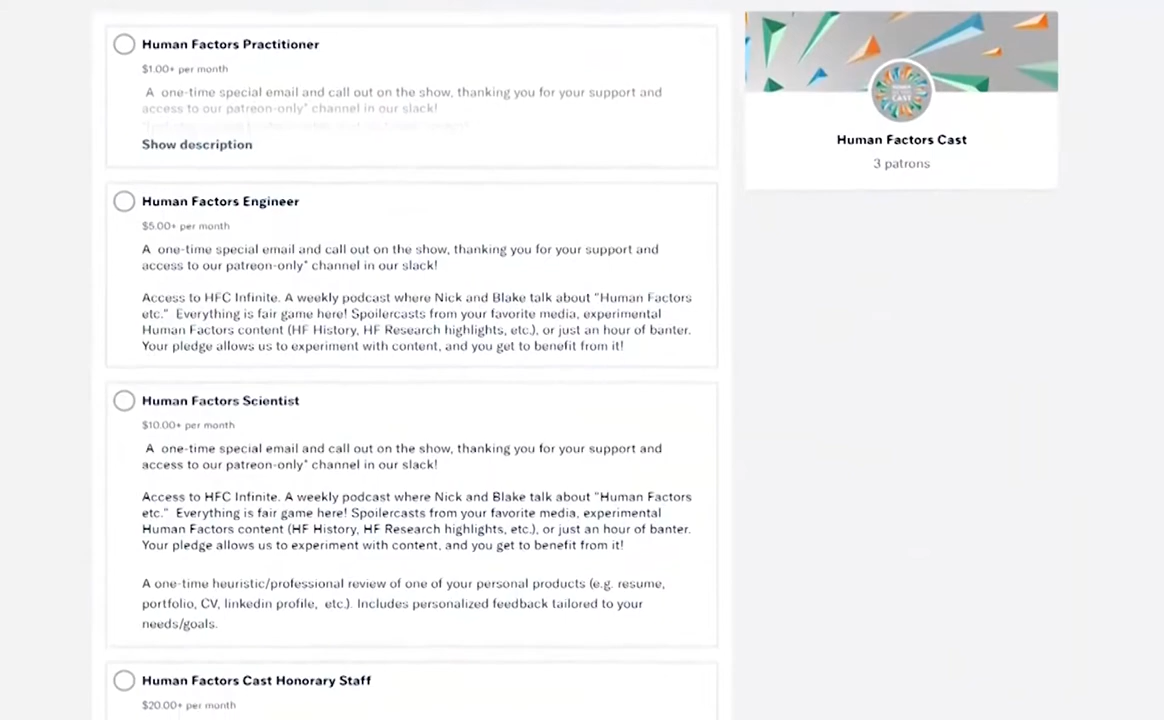 Human Factors Practitioner
$1.00+ per month
A one-time special email and call out on the show, thanking you for your support and
access to our patreon-only* channel in our slack!
Show description
Human Factors Engineer
$5.00+ per month
A one-time special email and call out on the show, thanking you for your support and
access to our patreon-only* channel in our slack!
Access to HFC Infinite. A weekly podcast where Nick and Blake talk about "Human Factors
etc." Everything is fair game here! Spoilercasts from your favorite media, experimental
Human Factors content (HF History, HF Research highlights, etc.), or just an hour of banter.
Your pledge allows us to experiment with content, and you get to benefit from it!
Human Factors Scientist
$10.00+ per month
A one-time special email and call out on the show, thanking you for your support and
access to our patreon-only* channel in our slack!
Access to HFC Infinite. A weekly podcast where Nick and Blake talk about "Human Factors
etc." Everything is fair game here! Spoilercasts from your favorite media, experimental
Human Factors content (HF History, HF Research highlights, etc.), or just an hour of banter.
Your pledge allows us to experiment with content, and you get to benefit from it!
A one-time heuristic/professional review of one of your personal products (e.g. resume,
portfolio, CV, linkedin profile, etc.). Includes personalized feedback tailored to your
needs/goals.
Human Factors Cast Honorary Staff
$20.00+ per month
CAST
Human Factors Cast
3 patrons